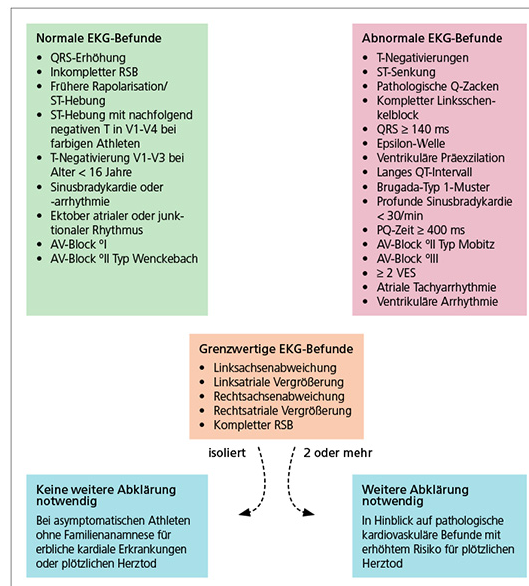 Normale EKG-Befunde
• QRS-Erhöhung
• Inkompletter RSB
• Frühere Rapolarisation/
ST-Hebung
• ST-Hebung mit nachfolgend
negativen T in V1-V4 bei
farbigen Athleten
• T-Negativierung V1-V3 bei
Alter < 16 Jahre
• Sinusbradykardie oder
-arrhythmie
• Ektober atrialer oder junk-
tionaler Rhythmus
• AV-Block °I
• AV-Block °II Typ Wenckebach
Abnormale EKG-Befunde
• T-Negativierungen
• ST-Senkung
• Pathologische Q-Zacken
• Kompletter Linksschen-
kelblock
• QRS ≥ 140 ms
• Epsilon-Welle
• Ventrikuläre Präexzilation
• Langes QT-Intervall
• Brugada-Typ 1-Muster
• Profunde Sinusbradykardie
< 30/min
• PQ-Zeit ≥ 400 ms
• AV-Block °II Typ Mobitz
• AV-Block °III
• ≥ 2 VES
• Atriale Tachyarrhythmie
• Ventrikuläre Arrhythmie
Grenzwertige EKG-Befunde
• Linksachsenabweichung
• Linksatriale Vergrößerung
• Rechtsachsenabweichung
• Rechtsatriale Vergrößerung
• Kompletter RSB
isoliert
2 oder mehr
Keine weitere Abklärung
notwendig
Bei asymptomatischen Athleten
ohne Familienanamnese für
erbliche kardiale Erkrankungen
oder plötzlichen Herztod
Weitere Abklärung
notwendig
In Hinblick auf pathologische
kardiovaskuläre Befunde mit
erhöhtem Risiko für plötzlichen
Herztod